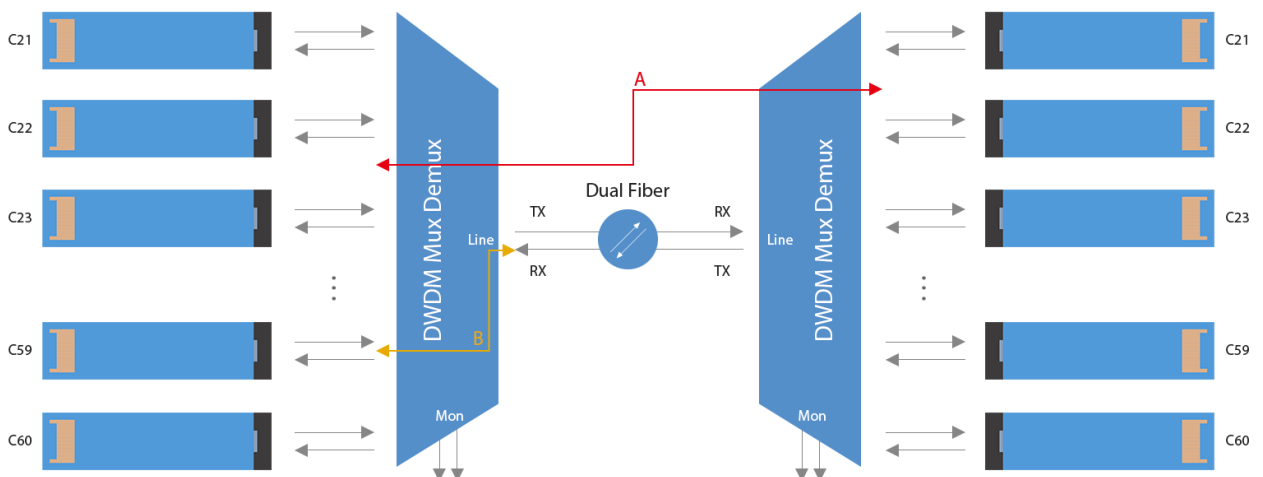 C21
C21
A
C22
C22
DWDM Mux Demux
DWDM Mux Demux
Dual Fiber
C23
TX
RX
C23
Line
Line
RX
TX
...
...
B
C59
C59
Mon
Mon
C60
C60